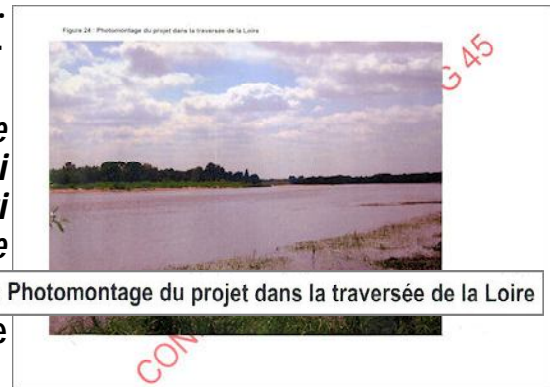 Figure 24 : Photomontage du projet dans la traversée de la Loire
G 45
e
i
i
e
Photomontage du projet dans la traversée de la Loire
e
CON